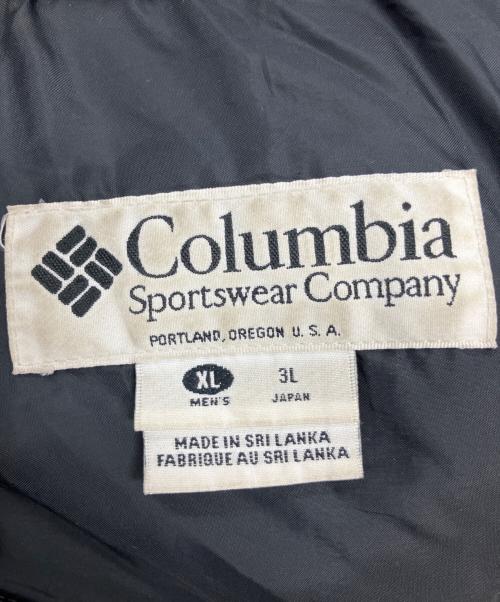 Columbia
Sportswear Company
PORTLAND, OREGON U. S. A.
XL 3L
MEN'S JAPAN
MADE IN SRI LANKA
FABRIQUE AU SRI LANKA